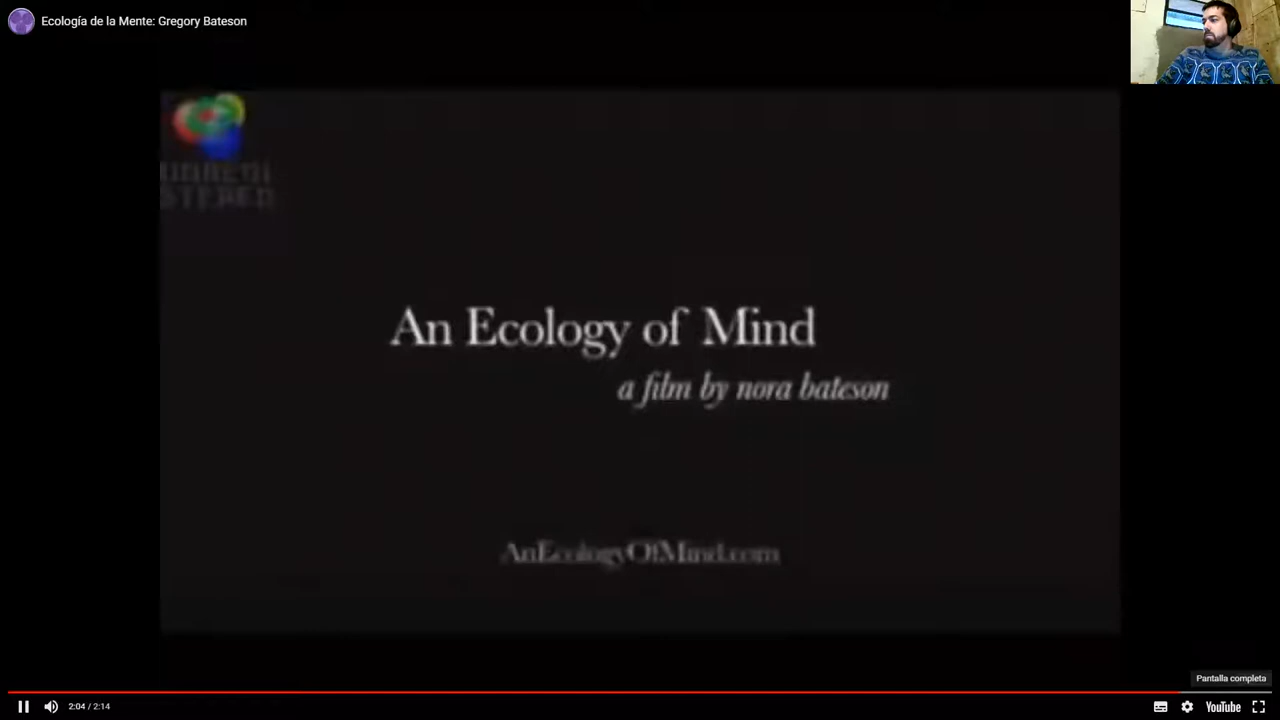 Ecología de la Mente: Gregory Bateson
An Ecology of Mind
a film by nora bateson
AnEcologyOfMind.com
Pantalla completa
2:04 / 2:14
YouTube